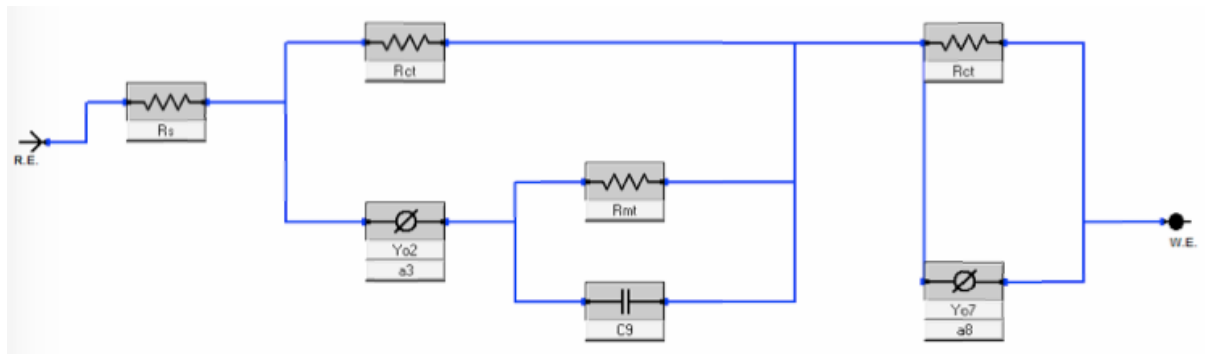 Rct
Rct
Rs
R.E.
Rmt
Yo2
a3
W.E.
C9
Yo7
a8